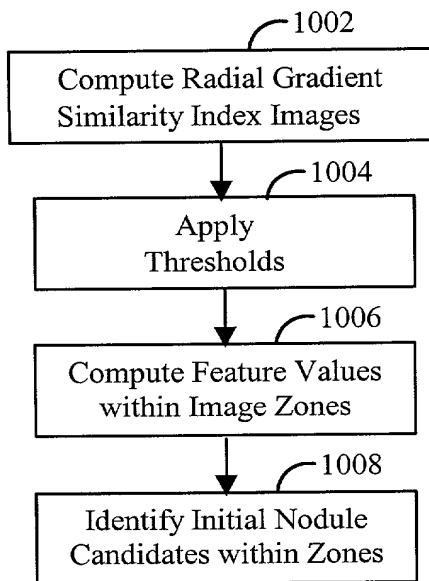 1002
Compute Radial Gradient
Similarity Index Images
1004
Apply
Thresholds
1006
Compute Feature Values
within Image Zones
1008
Identify Initial Nodule
Candidates within Zones